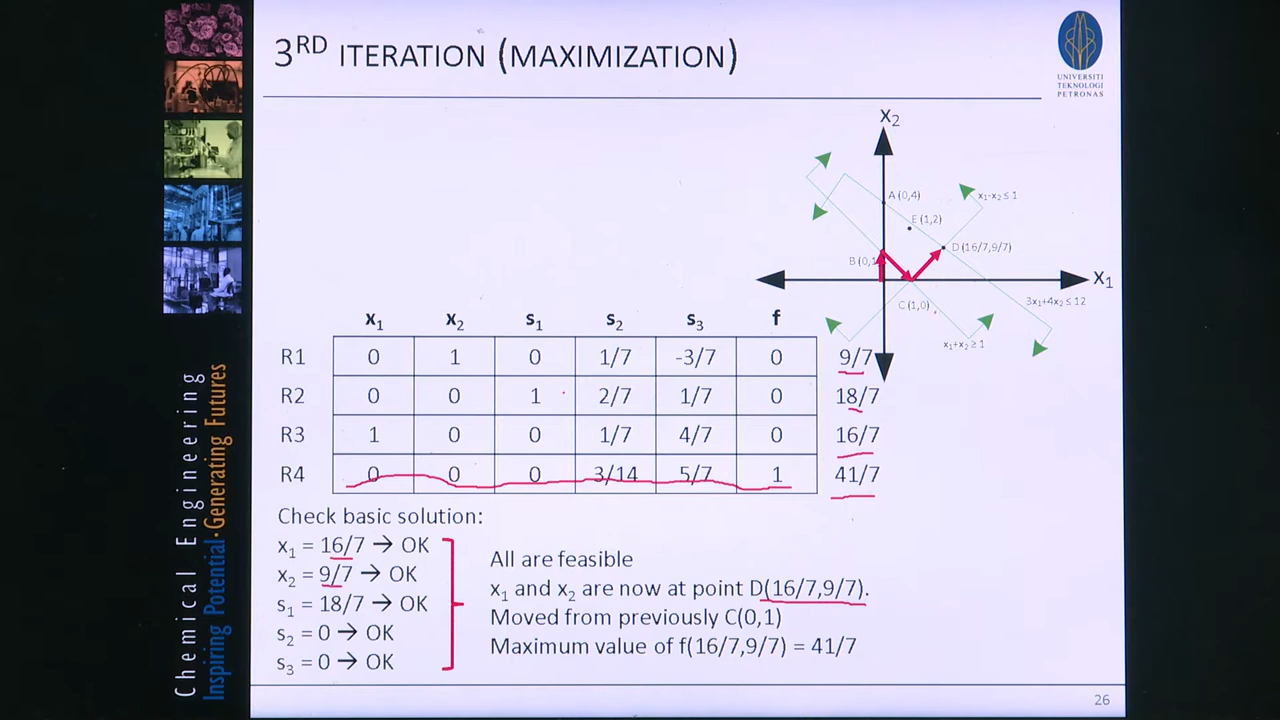 3RD ITERATION (MAXIMIZATION)
UNIVERSITI
TEKNOLOGI
PETRONAS
Chemical Engineering
Inspiring Potential • Generating Futures
X2
A (0,4)
x1-x2 ≤ 1
E (1,2)
D (16/7,9/7)
B (0,1
X1
3x1+4x2 ≤ 12
C (1,0)
x1+x2 ≥ 1
x1 x2 s1 s2 s3 f
R1 0 1 0 1/7 -3/7 0 9/7
R2 0 0 1 2/7 1/7 0 18/7
R3 1 0 0 1/7 4/7 0 16/7
R4 0 0 0 3/14 5/7 1 41/7
Check basic solution:
x1 = 16/7 → OK
x2 = 9/7 → OK
s1 = 18/7 → OK
s2 = 0 → OK
s3 = 0 → OK
All are feasible
x1 and x2 are now at point D(16/7,9/7).
Moved from previously C(0,1)
Maximum value of f(16/7,9/7) = 41/7
26